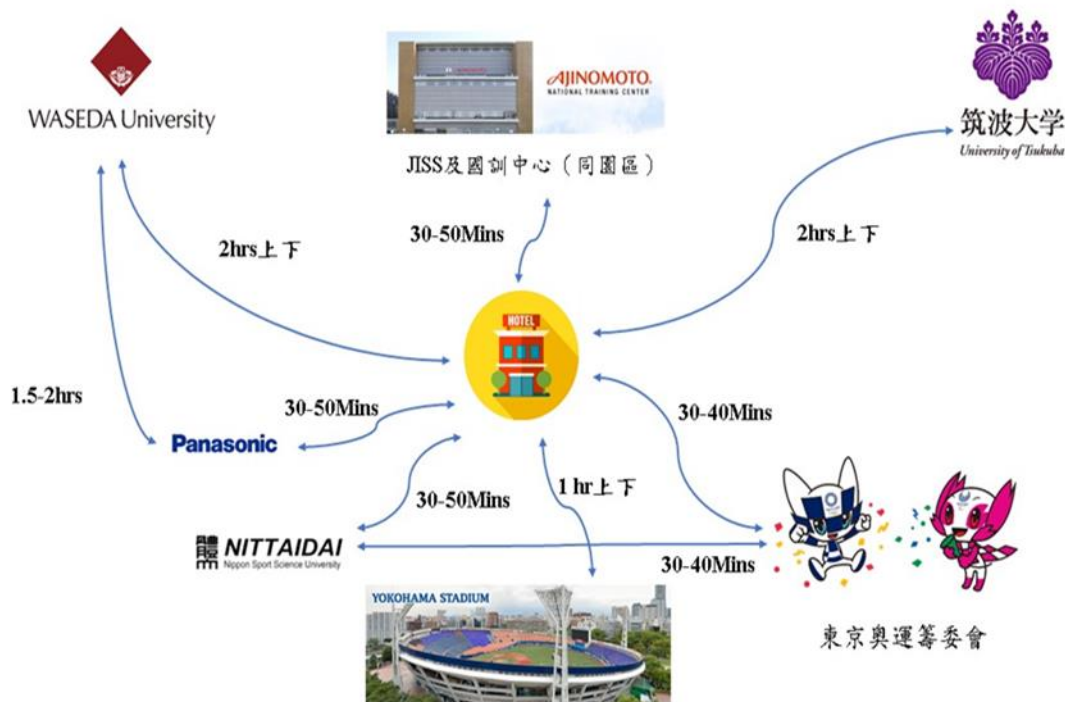 WASEDA University
AJINOMOTO.
NATIONAL TRAINING CENTER
JISS及國訓中心（同園區）
筑波大学
University of Tsukuba
2hrs上下
30-50Mins
2hrs上下
HOTEL
1.5-2hrs
30-50Mins
Panasonic
30-40Mins
30-50Mins
1 hr上下
NITTAIDAI
Nippon Sport Science University
30-40Mins
YOKOHAMA STADIUM
東京奧運籌委會